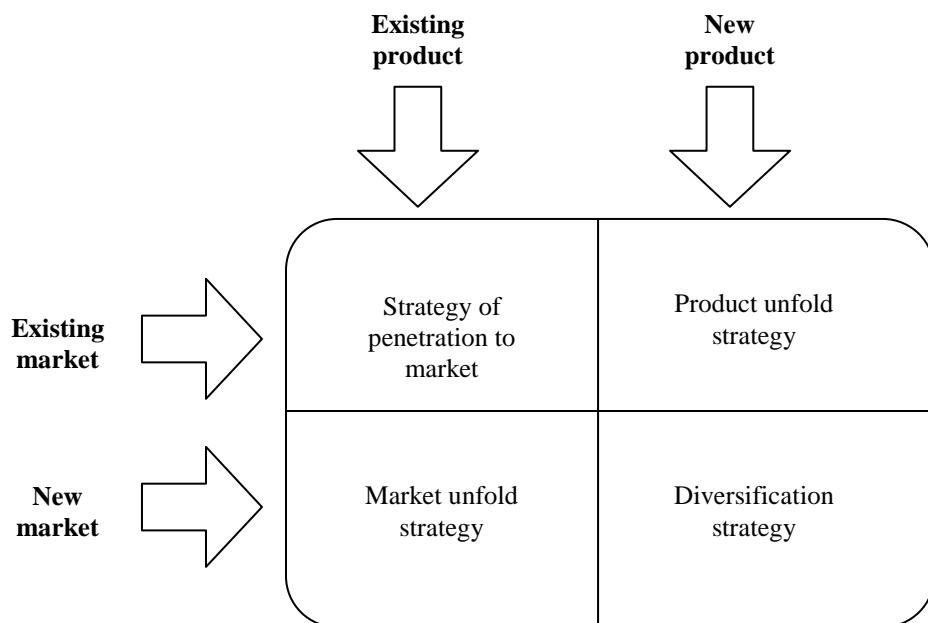 Existing
product
New
product
Existing
market
Strategy of
penetration to
market
Product unfold
strategy
New
market
Market unfold
strategy
Diversification
strategy